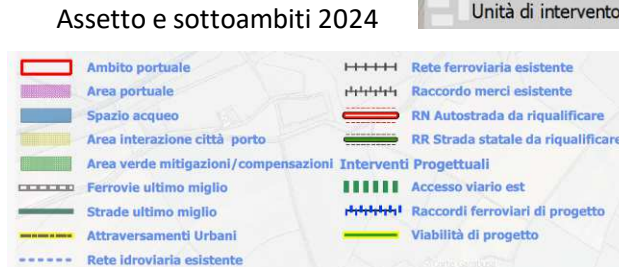 Assetto e sottoambiti 2024
Unità di intervento
Ambito portuale
Area portuale
Spazio acqueo
Area interazione città porto
Area verde mitigazioni/compensazioni
Ferrovie ultimo miglio
Strade ultimo miglio
Attraversamenti Urbani
Rete idroviaria esistente
Rete ferroviaria esistente
Raccordo merci esistente
RN Autostrada da riqualificare
RR Strada statale da riqualificare
Interventi Progettuali
Accesso viario est
Raccordi ferroviari di progetto
Viabilità di progetto